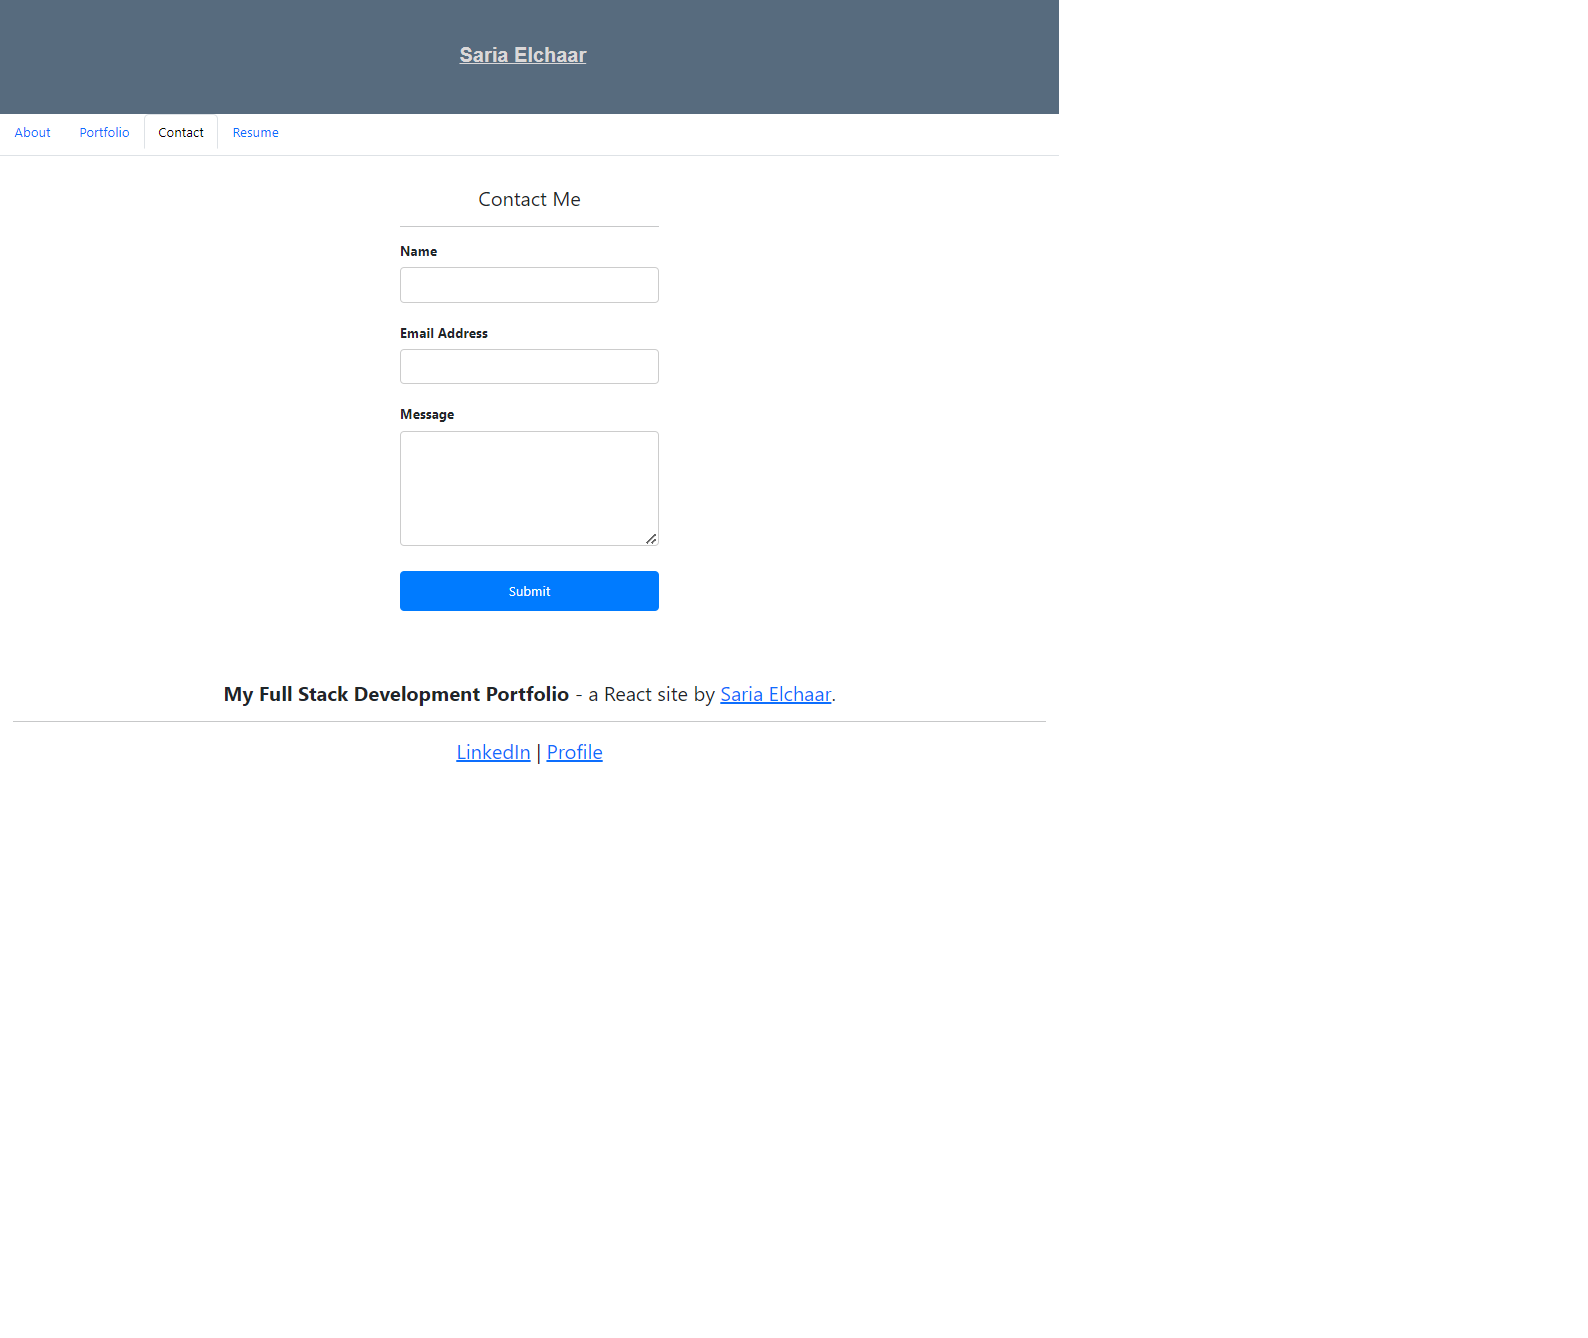 Saria Elchaar
About Portfolio Contact Resume
Contact Me
Name
Email Address
Message
Submit
My Full Stack Development Portfolio - a React site by Saria Elchaar.
LinkedIn | Profile